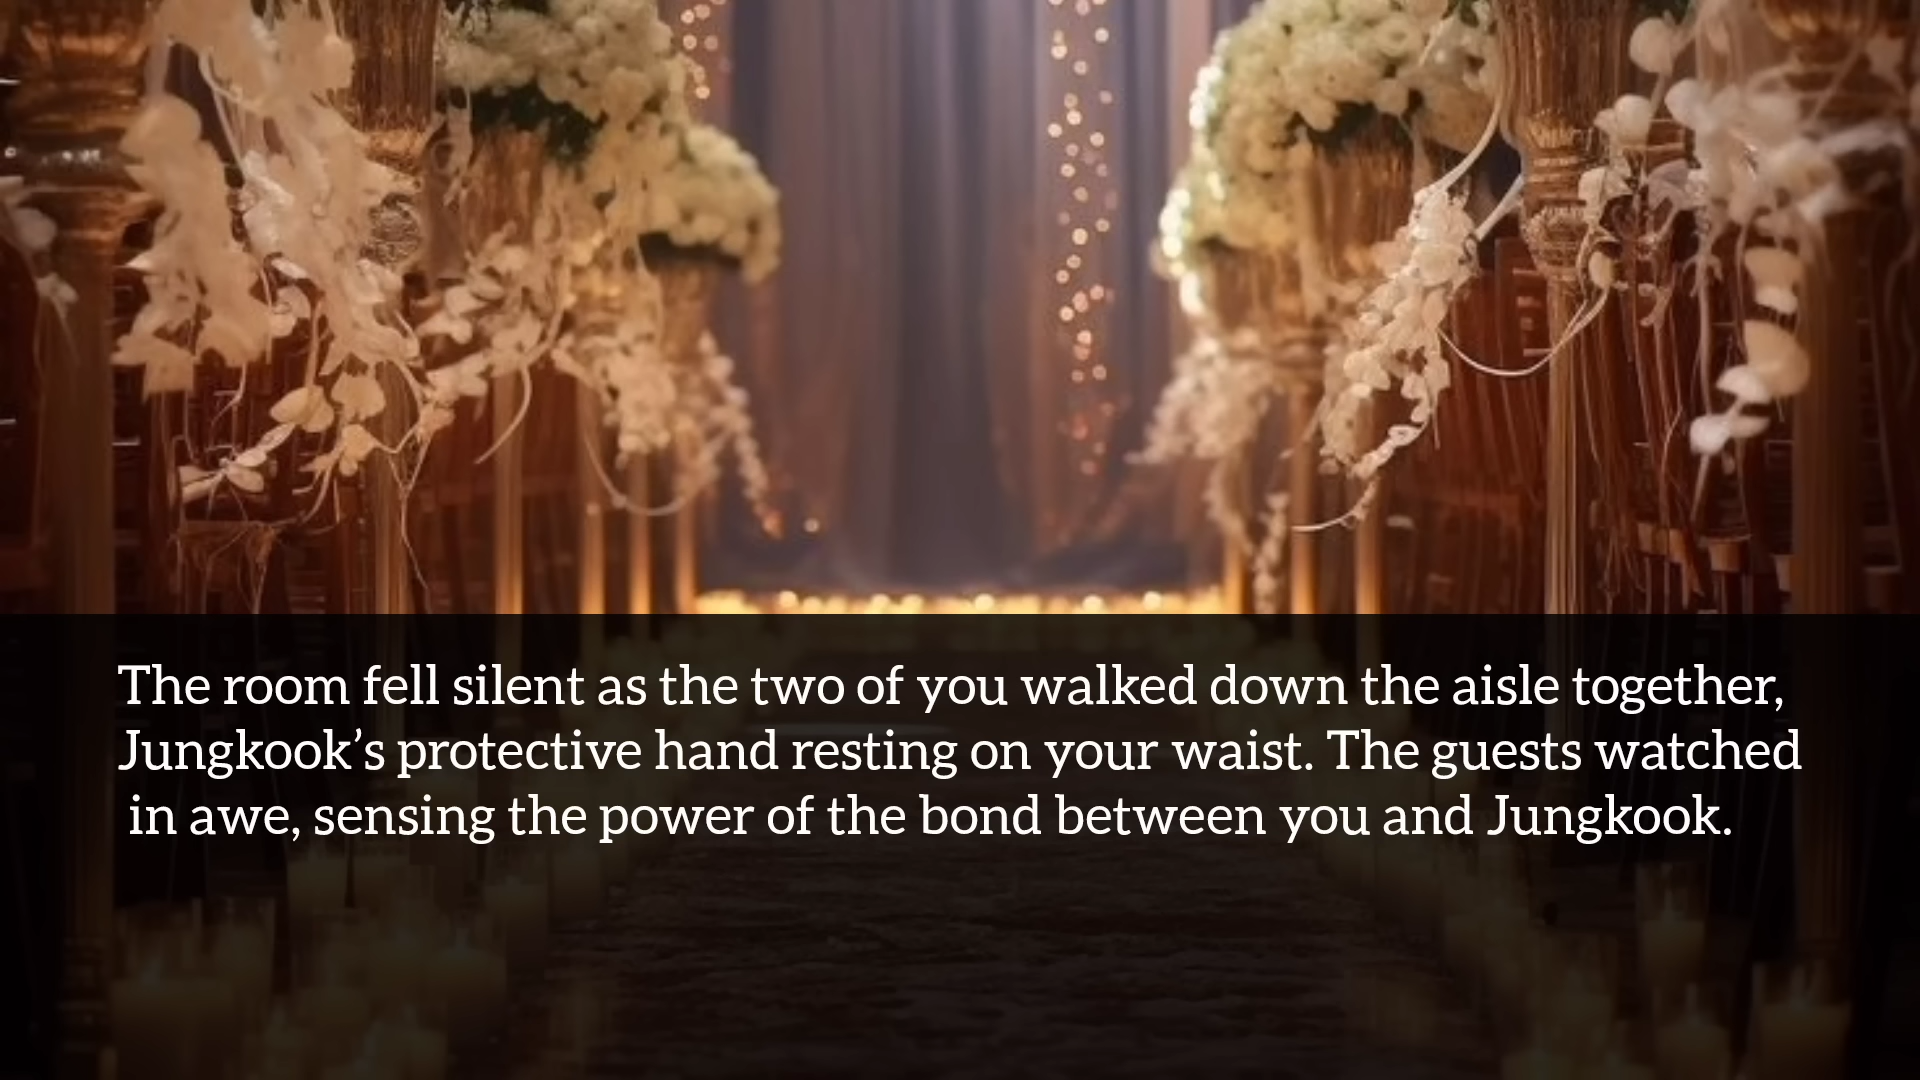 The room fell silent as the two of you walked down the aisle together,
Jungkook’s protective hand resting on your waist. The guests watched
in awe, sensing the power of the bond between you and Jungkook.